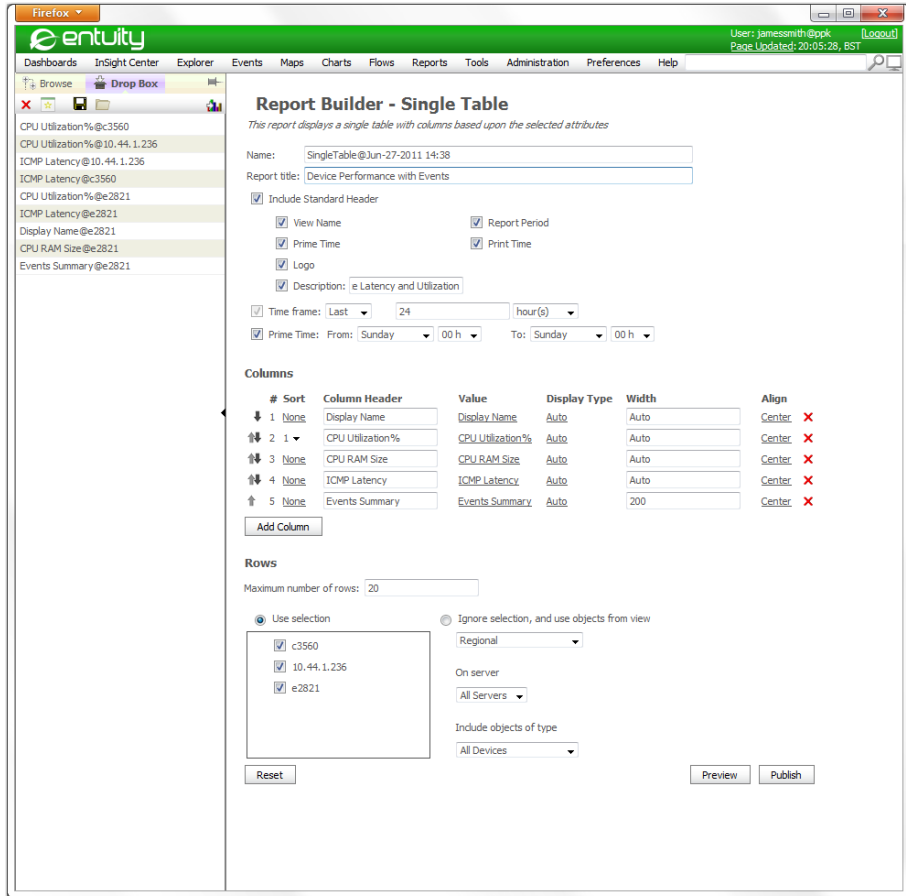 Firefox
entuity
User: jamessmith@ppk [Logout]
Page Updated: 20:05:28, BST
Dashboards InSight Center Explorer Events Maps Charts Flows Reports Tools Administration Preferences Help
Browse Drop Box
CPU Utilization%@c3560
CPU Utilization%@10.44.1.236
ICMP Latency@10.44.1.236
ICMP Latency@c3560
CPU Utilization%@e2821
ICMP Latency@e2821
Display Name@e2821
CPU RAM Size@e2821
Events Summary@e2821
Report Builder - Single Table
This report displays a single table with columns based upon the selected attributes
Name: SingleTable@Jun-27-2011 14:38
Report title: Device Performance with Events
Include Standard Header
View Name Report Period
Prime Time Print Time
Logo
Description: e Latency and Utilization
Time frame: Last 24 hour(s)
Prime Time: From: Sunday 00 h To: Sunday 00 h
Columns
# Sort Column Header Value Display Type Width Align
1 None Display Name Display Name Auto Auto Center
2 1 CPU Utilization% CPU Utilization% Auto Auto Center
3 None CPU RAM Size CPU RAM Size Auto Auto Center
4 None ICMP Latency ICMP Latency Auto Auto Center
5 None Events Summary Events Summary Auto 200 Center
Add Column
Rows
Maximum number of rows: 20
Use selection Ignore selection, and use objects from view
c3560 Regional
10.44.1.236
On server
e2821
All Servers
Include objects of type
All Devices
Reset Preview Publish